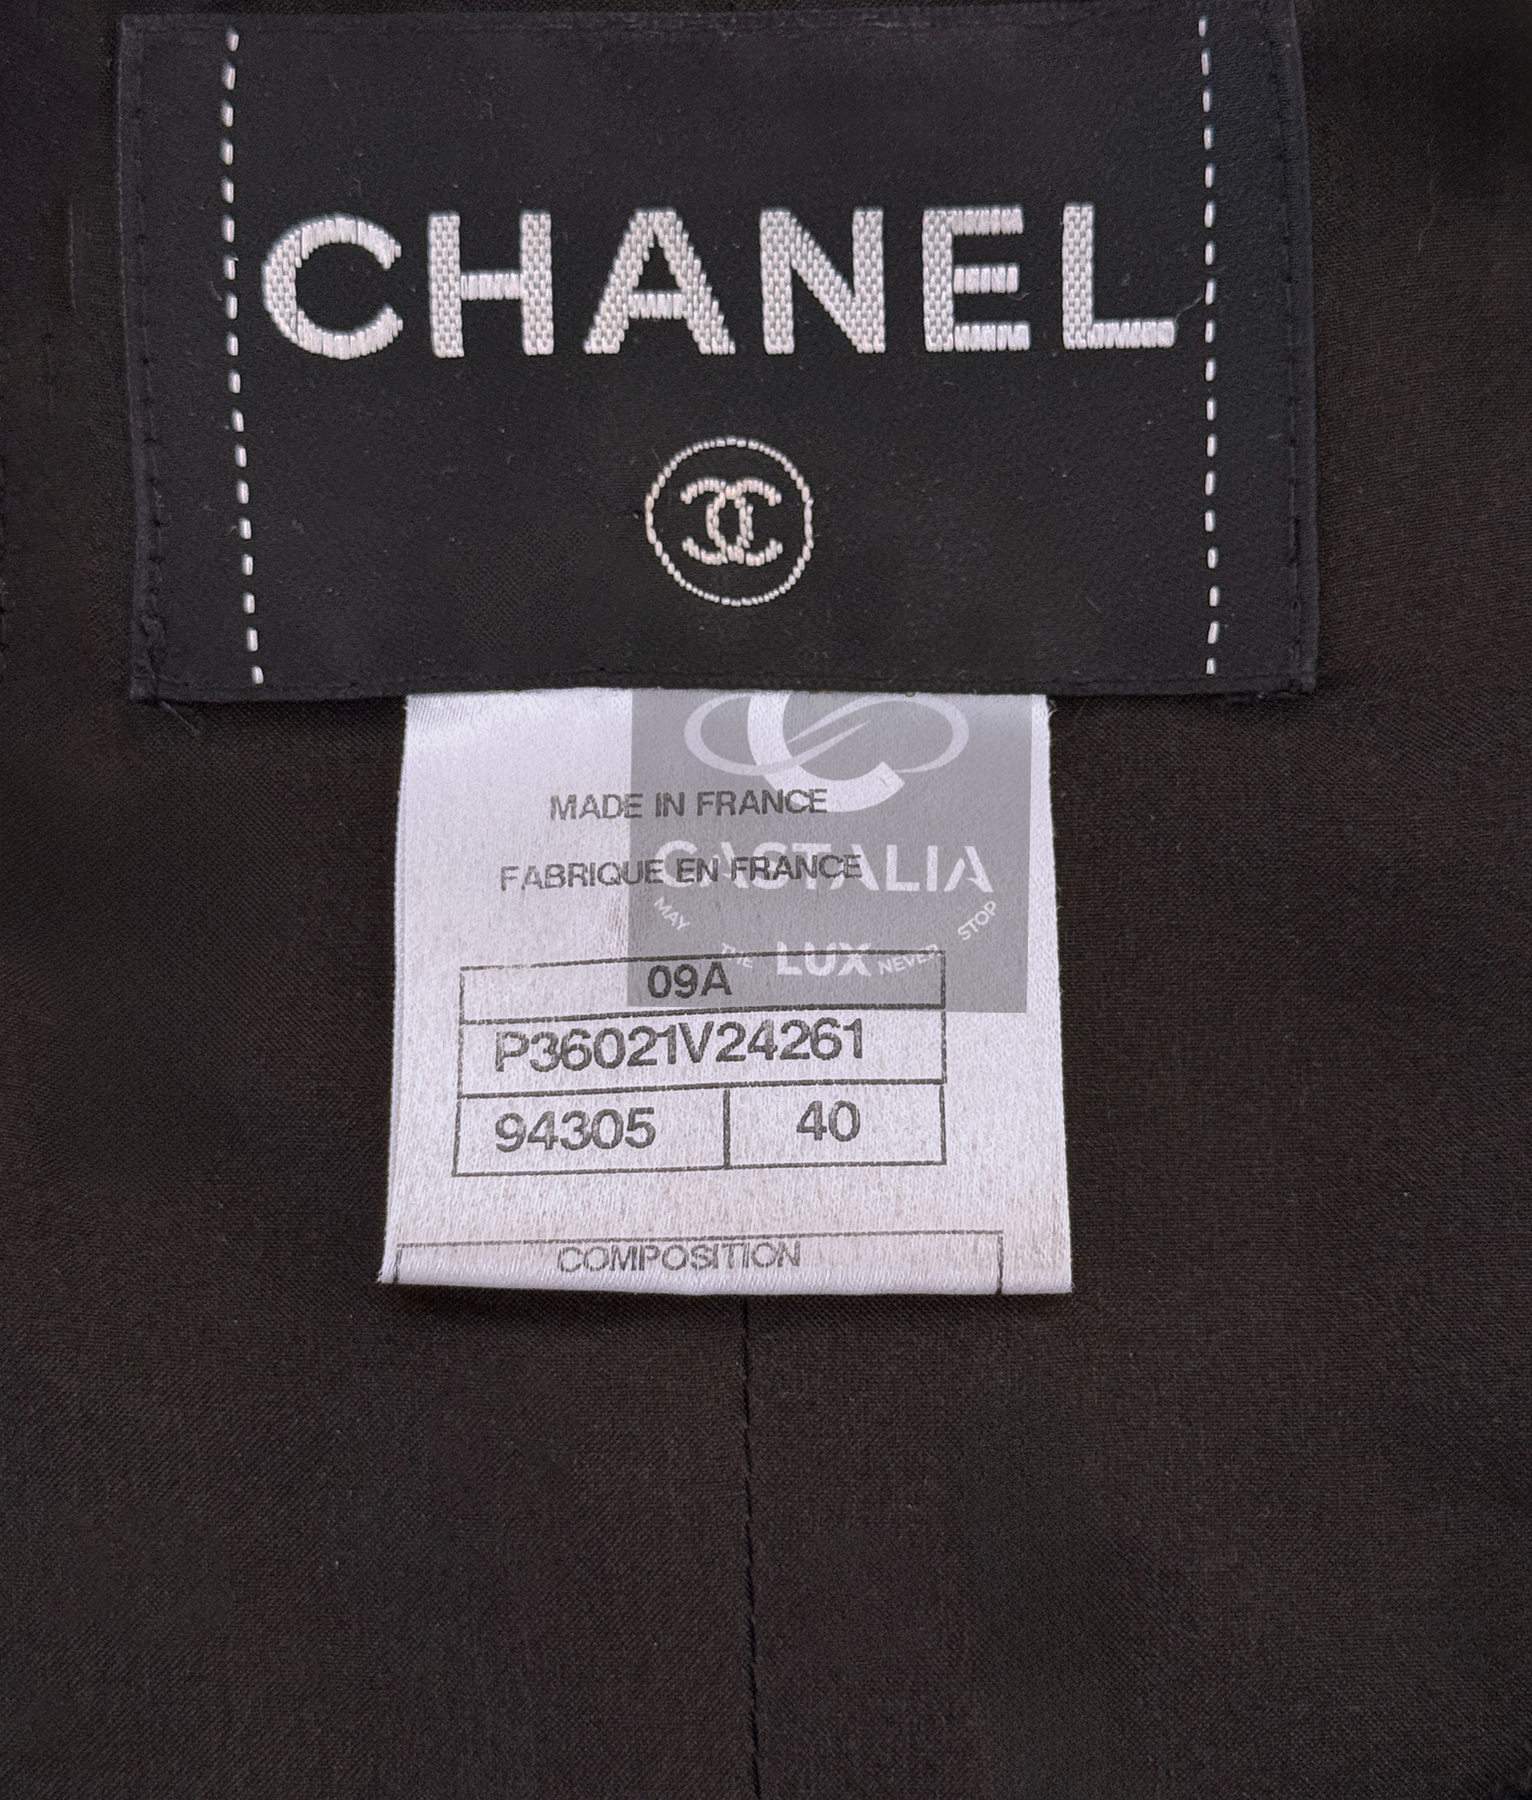 CHANEL
MADE IN FRANCE
FABRIQUE EN FRANCE
CASTALIA
MAY THE LUX NEVER STOP
09A
P36021V24261
94305 40
COMPOSITION